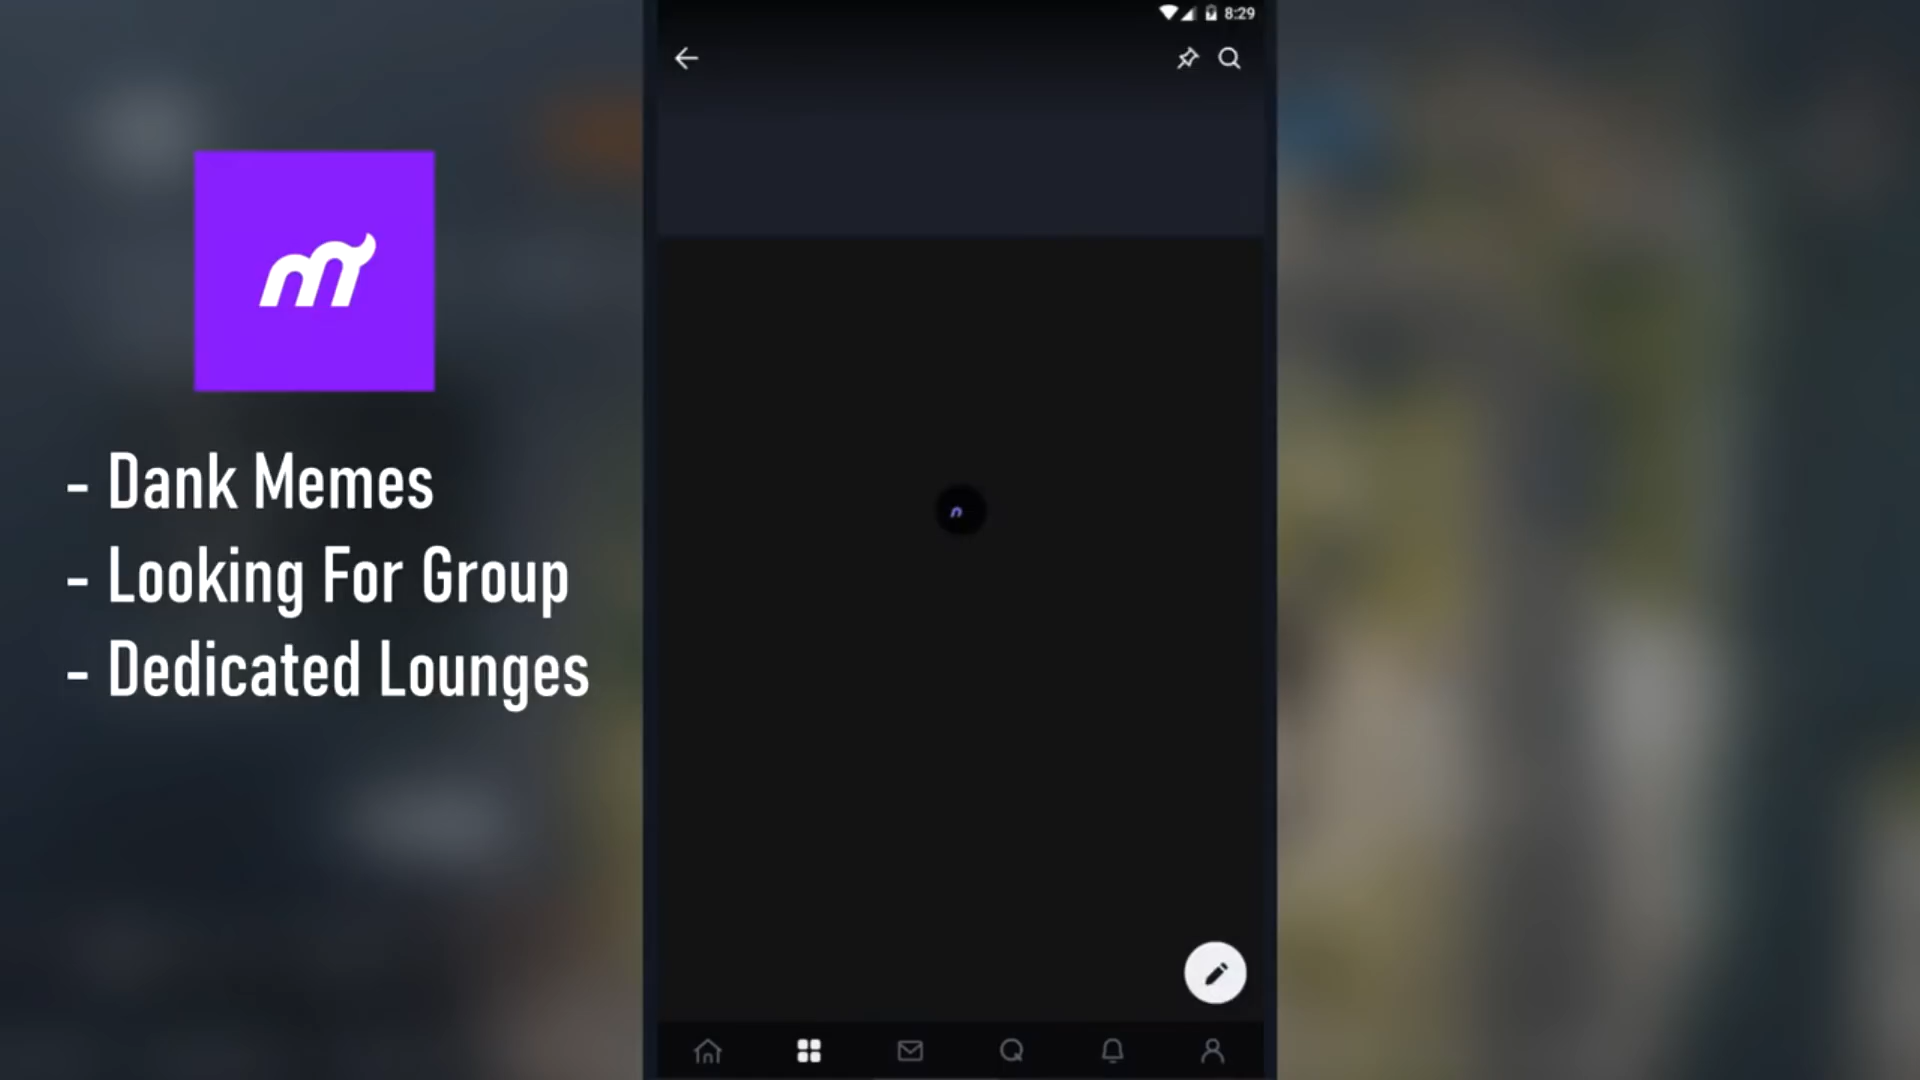 8:29
m
- Dank Memes
- Looking For Group
- Dedicated Lounges